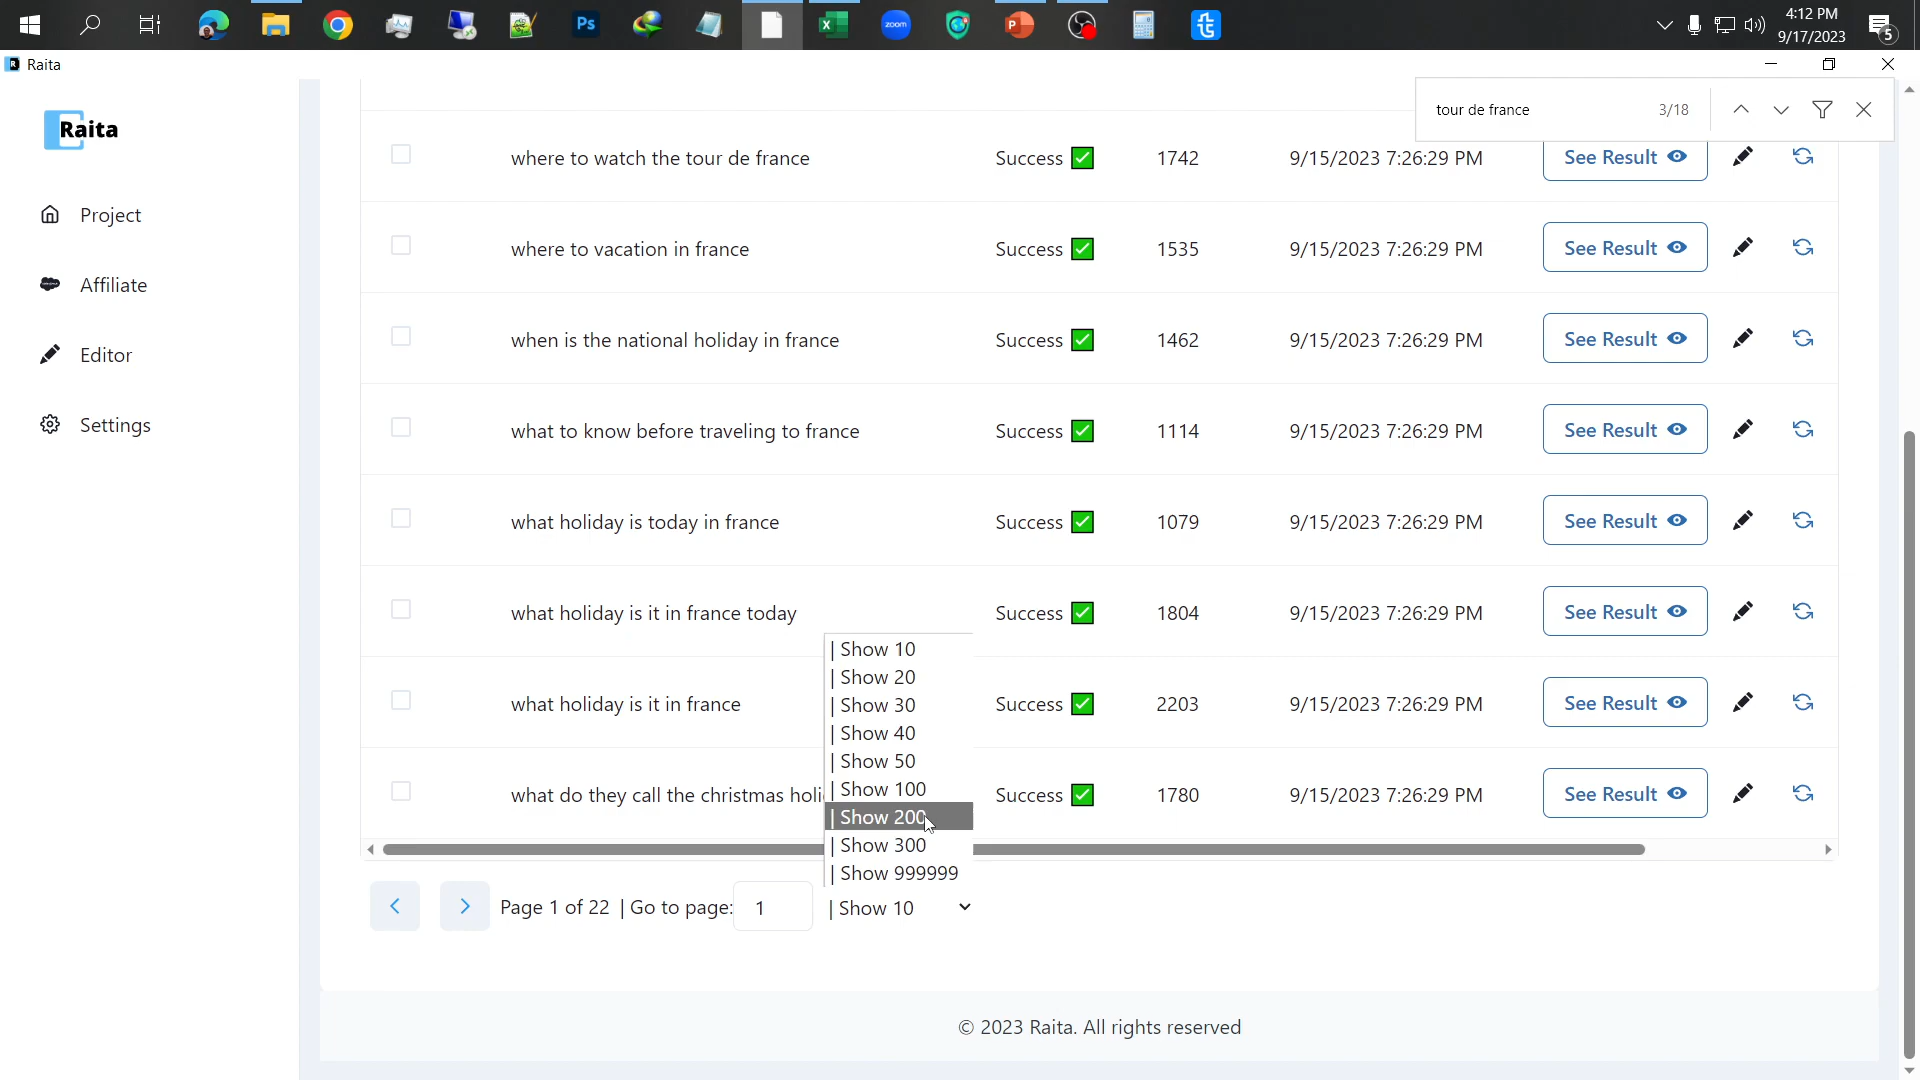 Ps
zoom
4:12 PM
9/17/2023
5
Raita
tour de france 3/18
Raita
Project
Affiliate
Editor
Settings
where to watch the tour de france Success 1742 9/15/2023 7:26:29 PM See Result
where to vacation in france Success 1535 9/15/2023 7:26:29 PM See Result
when is the national holiday in france Success 1462 9/15/2023 7:26:29 PM See Result
what to know before traveling to france Success 1114 9/15/2023 7:26:29 PM See Result
what holiday is today in france Success 1079 9/15/2023 7:26:29 PM See Result
what holiday is it in france today Success 1804 9/15/2023 7:26:29 PM See Result
what holiday is it in france Success 2203 9/15/2023 7:26:29 PM See Result
what do they call the christmas holi Success 1780 9/15/2023 7:26:29 PM See Result
| Show 10
| Show 20
| Show 30
| Show 40
| Show 50
| Show 100
| Show 200
| Show 300
| Show 999999
Page 1 of 22 | Go to page: 1 | Show 10
© 2023 Raita. All rights reserved